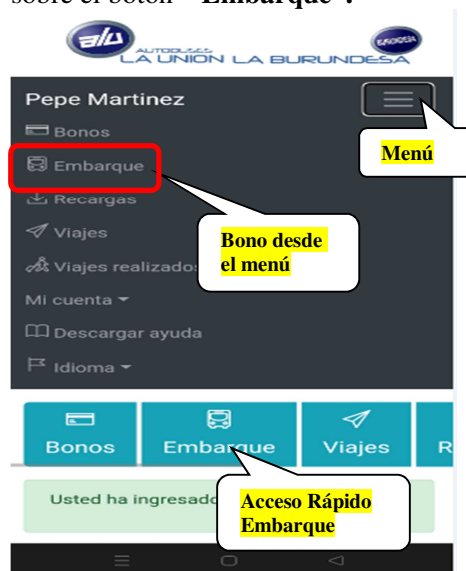 sobre el botón "Embarque".
alu
AUTOBUSES
LA UNION LA BURUNDESA
Pepe Martinez
Bonos
Menú
Embarque
Recargas
Viajes
Bono desde
el menú
Viajes realizados
Mi cuenta
Descargar ayuda
Idioma
Bonos
Embarque
Viajes
R
Usted ha ingresado
Acceso Rápido
Embarque